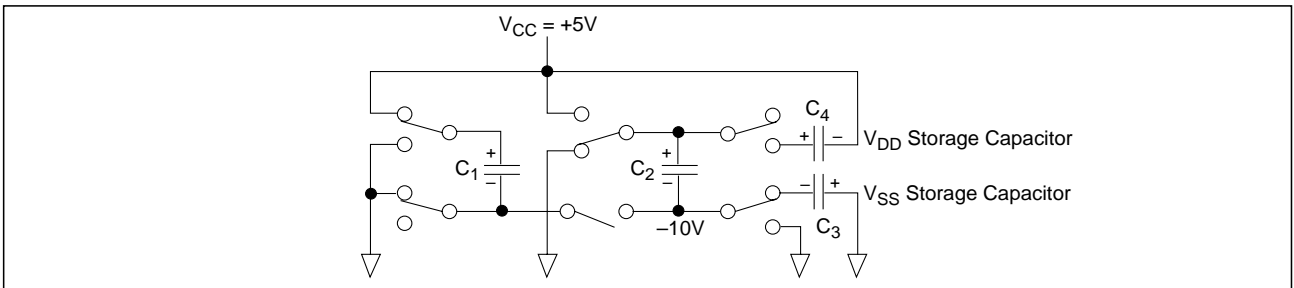 V_CC = +5V
C_4
+ − V_DD Storage Capacitor
+
C_1
−
+
C_2
−
− + V_SS Storage Capacitor
−10V
C_3